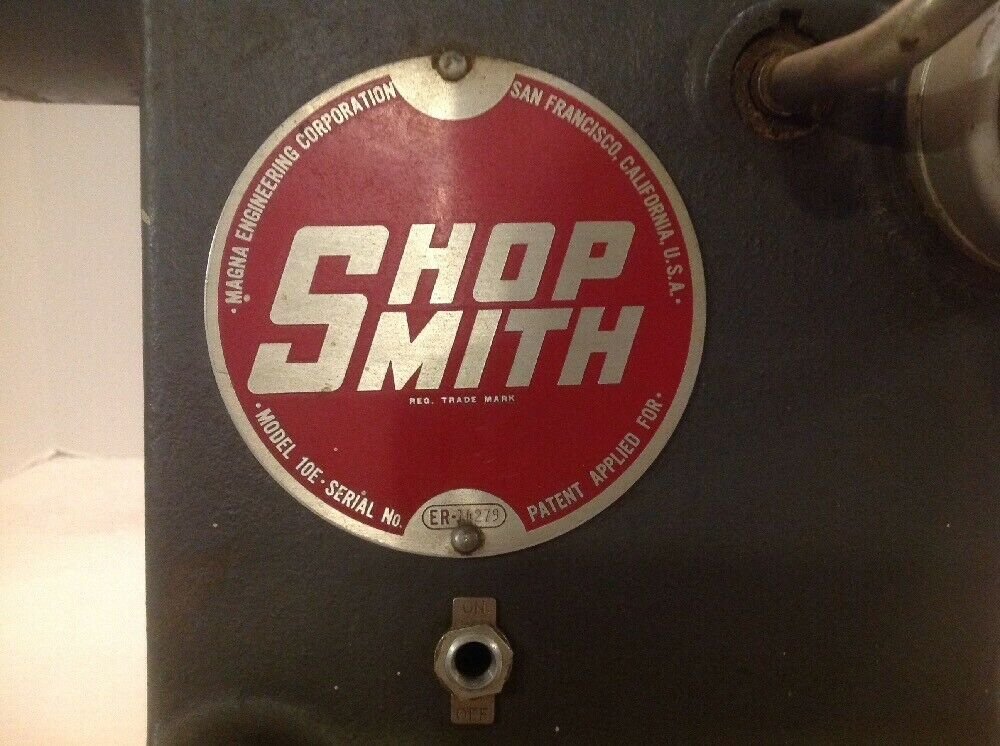 · MAGNA ENGINEERING CORPORATION
SAN FRANCISCO, CALIFORNIA, U.S.A. ·
SHOP
SMITH
REG. TRADE MARK
· MODEL 10E · SERIAL NO.
ER-
PATENT APPLIED FOR ·
ON
OFF